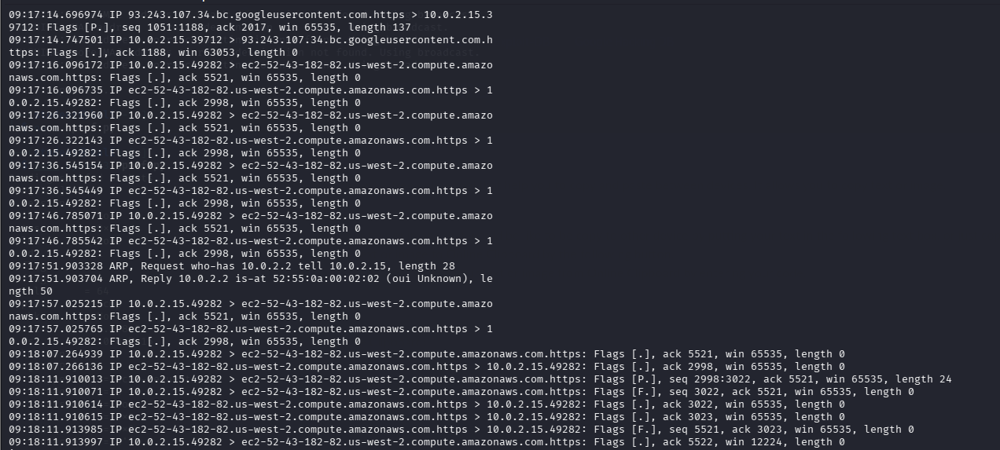 09:17:14.696974 IP 93.243.107.34.bc.googleusercontent.com.https > 10.0.2.15.3
9712: Flags [P.], seq 1051:1188, ack 2017, win 65535, length 137
09:17:14.747501 IP 10.0.2.15.39712 > 93.243.107.34.bc.googleusercontent.com.h
ttps: Flags [.], ack 1188, win 63053, length 0
09:17:16.096172 IP 10.0.2.15.49282 > ec2-52-43-182-82.us-west-2.compute.amazo
naws.com.https: Flags [.], ack 5521, win 65535, length 0
09:17:16.096735 IP ec2-52-43-182-82.us-west-2.compute.amazonaws.com.https > 1
0.0.2.15.49282: Flags [.], ack 2998, win 65535, length 0
09:17:26.321960 IP 10.0.2.15.49282 > ec2-52-43-182-82.us-west-2.compute.amazo
naws.com.https: Flags [.], ack 5521, win 65535, length 0
09:17:26.322143 IP ec2-52-43-182-82.us-west-2.compute.amazonaws.com.https > 1
0.0.2.15.49282: Flags [.], ack 2998, win 65535, length 0
09:17:36.545154 IP 10.0.2.15.49282 > ec2-52-43-182-82.us-west-2.compute.amazo
naws.com.https: Flags [.], ack 5521, win 65535, length 0
09:17:36.545449 IP ec2-52-43-182-82.us-west-2.compute.amazonaws.com.https > 1
0.0.2.15.49282: Flags [.], ack 2998, win 65535, length 0
09:17:46.785071 IP 10.0.2.15.49282 > ec2-52-43-182-82.us-west-2.compute.amazo
naws.com.https: Flags [.], ack 5521, win 65535, length 0
09:17:46.785542 IP ec2-52-43-182-82.us-west-2.compute.amazonaws.com.https > 1
0.0.2.15.49282: Flags [.], ack 2998, win 65535, length 0
09:17:51.903328 ARP, Request who-has 10.0.2.2 tell 10.0.2.15, length 28
09:17:51.903704 ARP, Reply 10.0.2.2 is-at 52:55:0a:00:02:02 (oui Unknown), le
ngth 50
09:17:57.025215 IP 10.0.2.15.49282 > ec2-52-43-182-82.us-west-2.compute.amazo
naws.com.https: Flags [.], ack 5521, win 65535, length 0
09:17:57.025765 IP ec2-52-43-182-82.us-west-2.compute.amazonaws.com.https > 1
0.0.2.15.49282: Flags [.], ack 2998, win 65535, length 0
09:18:07.264939 IP 10.0.2.15.49282 > ec2-52-43-182-82.us-west-2.compute.amazonaws.com.https: Flags [.], ack 5521, win 65535, length 0
09:18:07.266136 IP ec2-52-43-182-82.us-west-2.compute.amazonaws.com.https > 10.0.2.15.49282: Flags [.], ack 2998, win 65535, length 0
09:18:11.910013 IP 10.0.2.15.49282 > ec2-52-43-182-82.us-west-2.compute.amazonaws.com.https: Flags [P.], seq 2998:3022, ack 5521, win 65535, length 24
09:18:11.910071 IP 10.0.2.15.49282 > ec2-52-43-182-82.us-west-2.compute.amazonaws.com.https: Flags [F.], seq 3022, ack 5521, win 65535, length 0
09:18:11.910614 IP ec2-52-43-182-82.us-west-2.compute.amazonaws.com.https > 10.0.2.15.49282: Flags [.], ack 3022, win 65535, length 0
09:18:11.910615 IP ec2-52-43-182-82.us-west-2.compute.amazonaws.com.https > 10.0.2.15.49282: Flags [.], ack 3023, win 65535, length 0
09:18:11.913985 IP ec2-52-43-182-82.us-west-2.compute.amazonaws.com.https > 10.0.2.15.49282: Flags [F.], seq 5521, ack 3023, win 65535, length 0
09:18:11.913997 IP 10.0.2.15.49282 > ec2-52-43-182-82.us-west-2.compute.amazonaws.com.https: Flags [.], ack 5522, win 12224, length 0